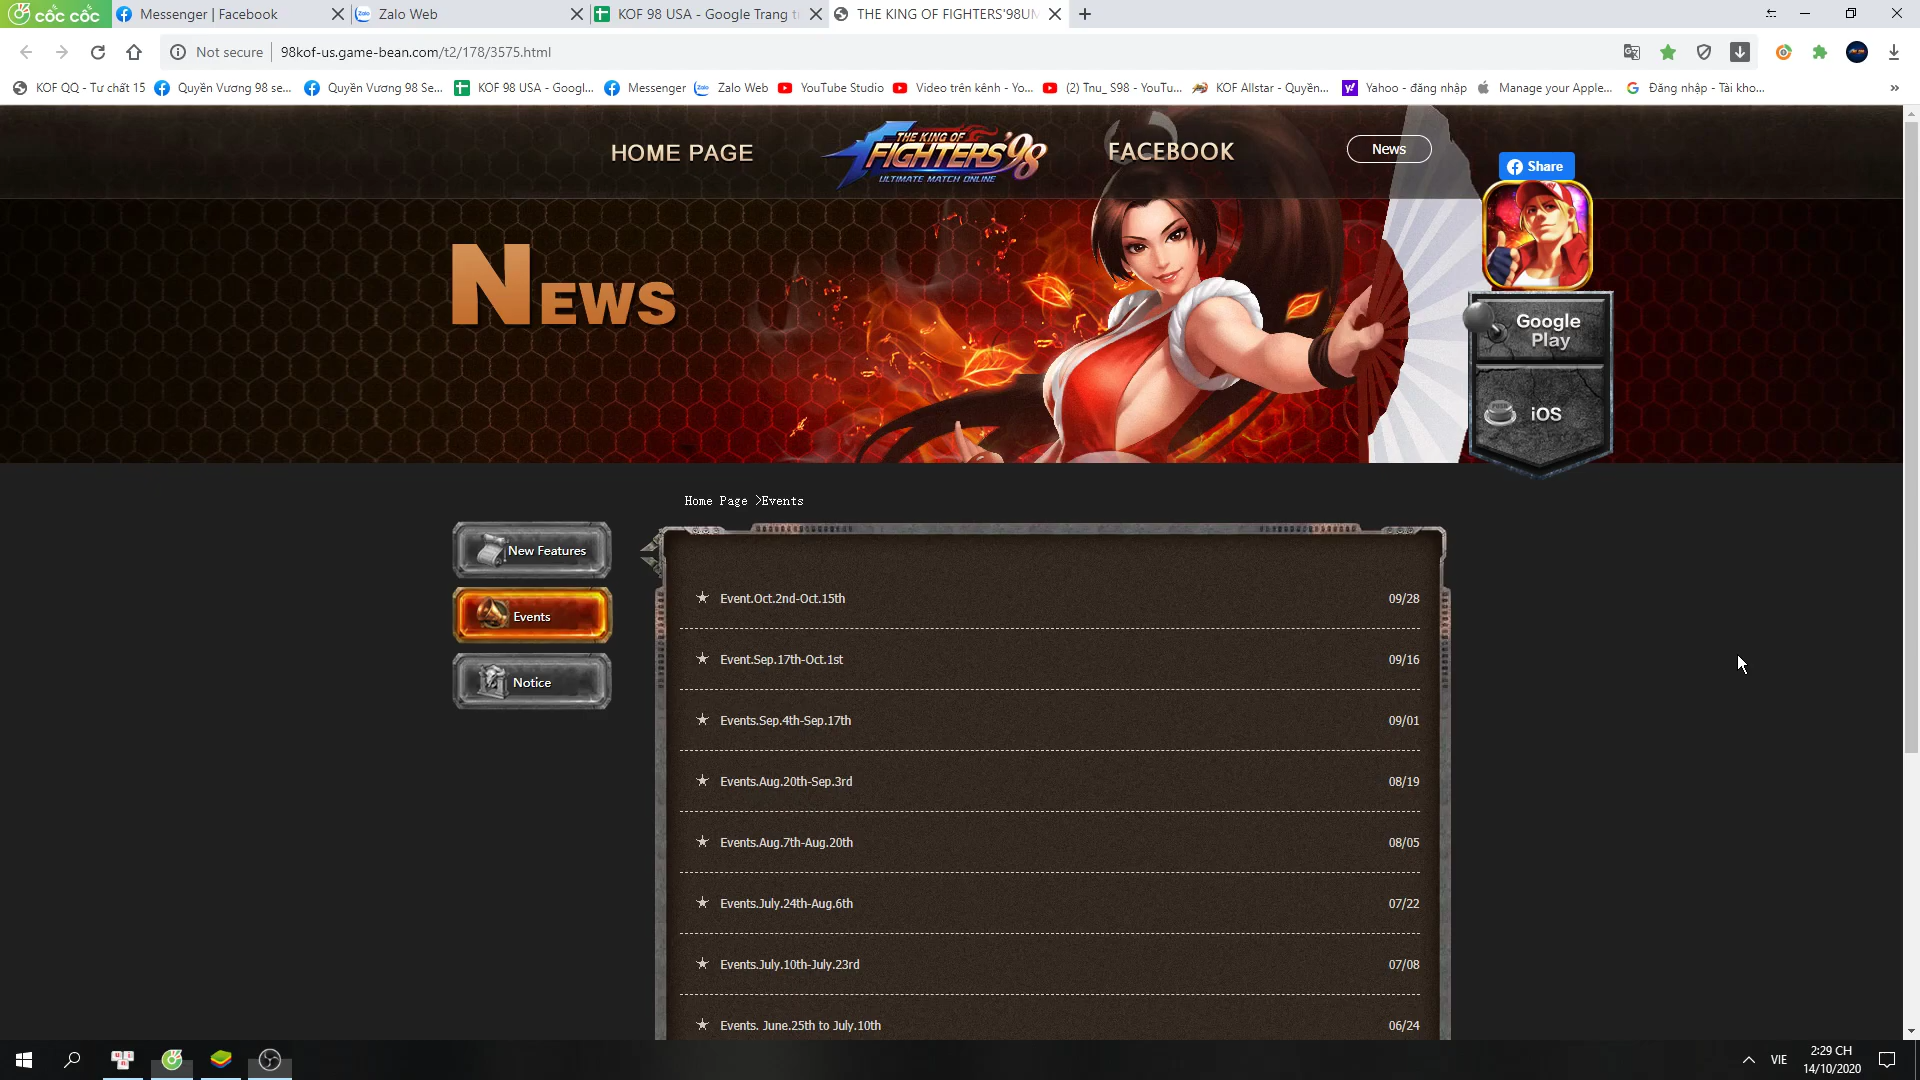 cốc cốc
Messenger | Facebook
Zalo Web
KOF 98 USA - Google Trang t
THE KING OF FIGHTERS'98UM
Not secure
98kof-us.game-bean.com/t2/178/3575.html
KOF QQ - Tư chất 15
Quyền Vương 98 se...
Quyền Vương 98 Se...
KOF 98 USA - Googl...
Messenger
Zalo Web
YouTube Studio
Video trên kênh - Yo...
(2) Tnu_ S98 - YouTu...
KOF Allstar - Quyền...
Yahoo - đăng nhập
Manage your Apple...
Đăng nhập - Tài kho...
HOME PAGE
THE KING OF
FIGHTERS'98
ULTIMATE MATCH ONLINE
FACEBOOK
News
Share
NEWS
Google
Play
iOS
Home Page >Events
New Features
Events
Notice
Event.Oct.2nd-Oct.15th 09/28
Event.Sep.17th-Oct.1st 09/16
Events.Sep.4th-Sep.17th 09/01
Events.Aug.20th-Sep.3rd 08/19
Events.Aug.7th-Aug.20th 08/05
Events.July.24th-Aug.6th 07/22
Events.July.10th-July.23rd 07/08
Events. June.25th to July.10th 06/24
VIE
2:29 CH
14/10/2020